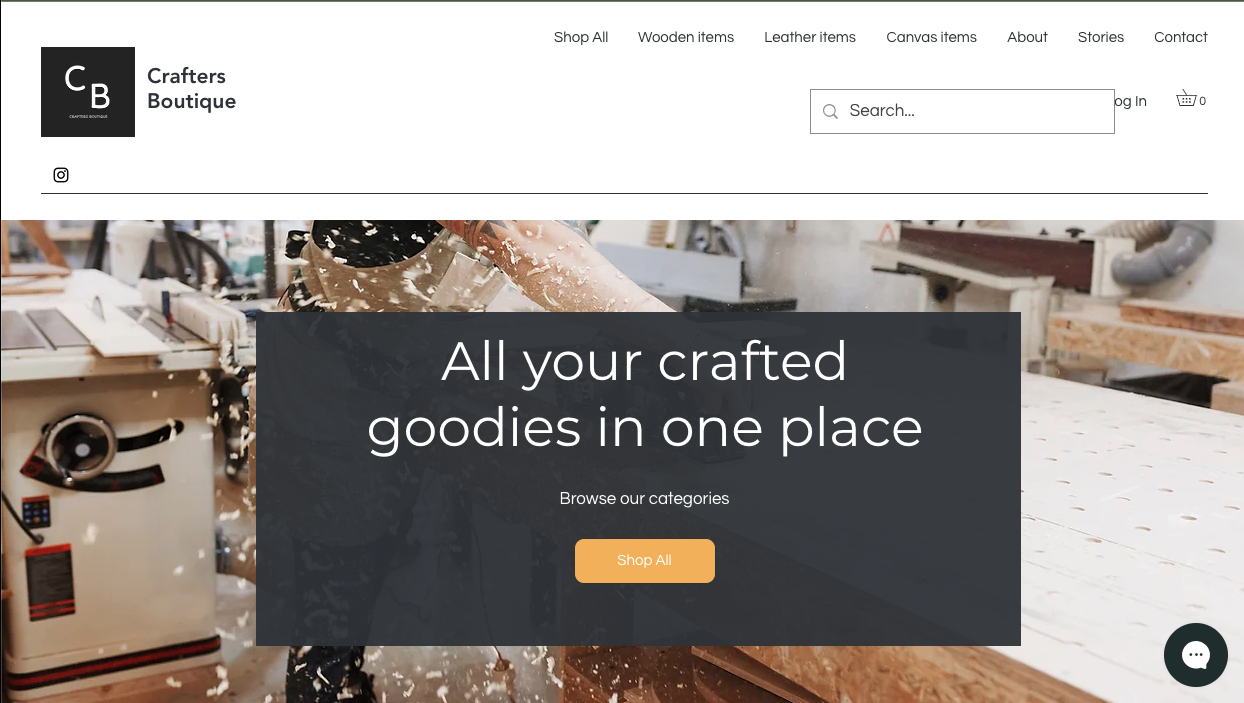 Shop All
Wooden items
Leather items
Canvas items
About
Stories
Contact
C
B
CRAFTERS BOUTIQUE
Crafters
Boutique
Search...
og In
0
All your crafted
goodies in one place
Browse our categories
Shop All